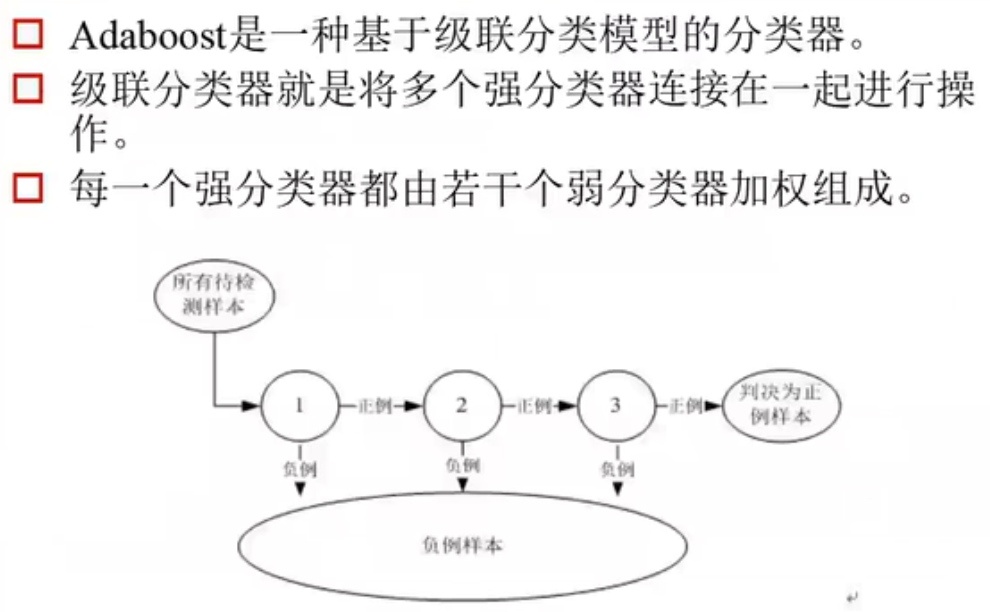 Adaboost是一种基于级联分类模型的分类器。
级联分类器就是将多个强分类器连接在一起进行操
作。
每一个强分类器都由若干个弱分类器加权组成。
所有待检
测样本
1
正例
2
正例
3
正例
判决为正
例样本
负例
负例
负例
负例样本